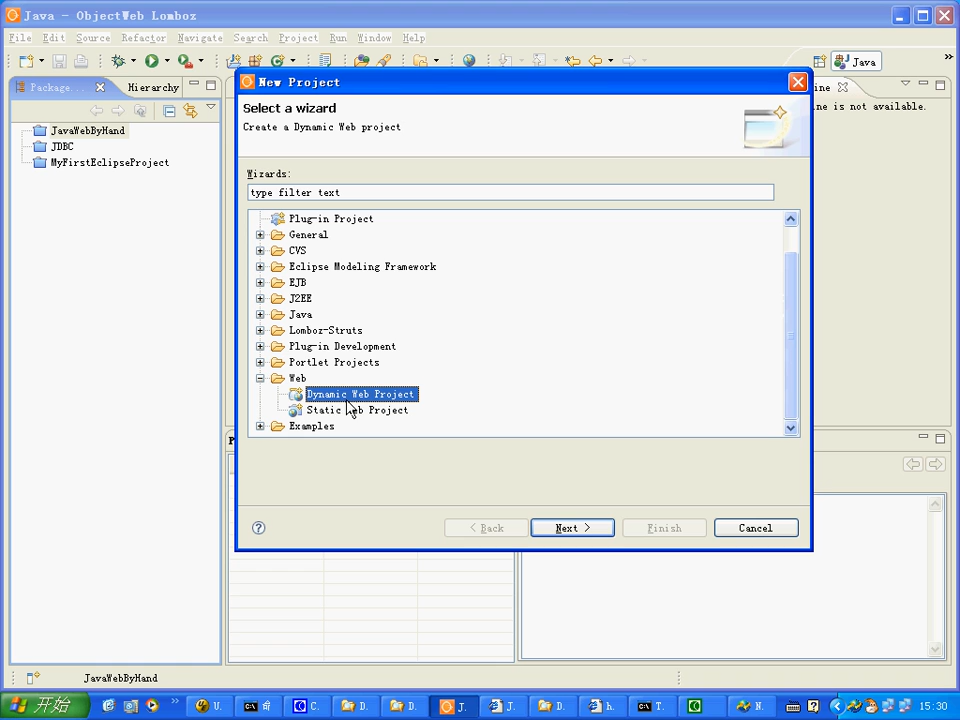 Java - ObjectWeb Lomboz
File Edit Source Refactor Navigate Search Project Run Window Help
Java
Package... Hierarchy
JavaWebByHand
JDBC
MyFirstEclipseProject
New Project
Select a wizard
Create a Dynamic Web project
Wizards:
type filter text
Plug-in Project
General
CVS
Eclipse Modeling Framework
EJB
J2EE
Java
Lomboz-Struts
Plug-in Development
Portlet Projects
Web
Dynamic Web Project
Static Web Project
Examples
< Back Next > Finish Cancel
ine
ine is not available.
JavaWebByHand
开始 U. C. D. D. J. J. D. h. T. N. 15:30